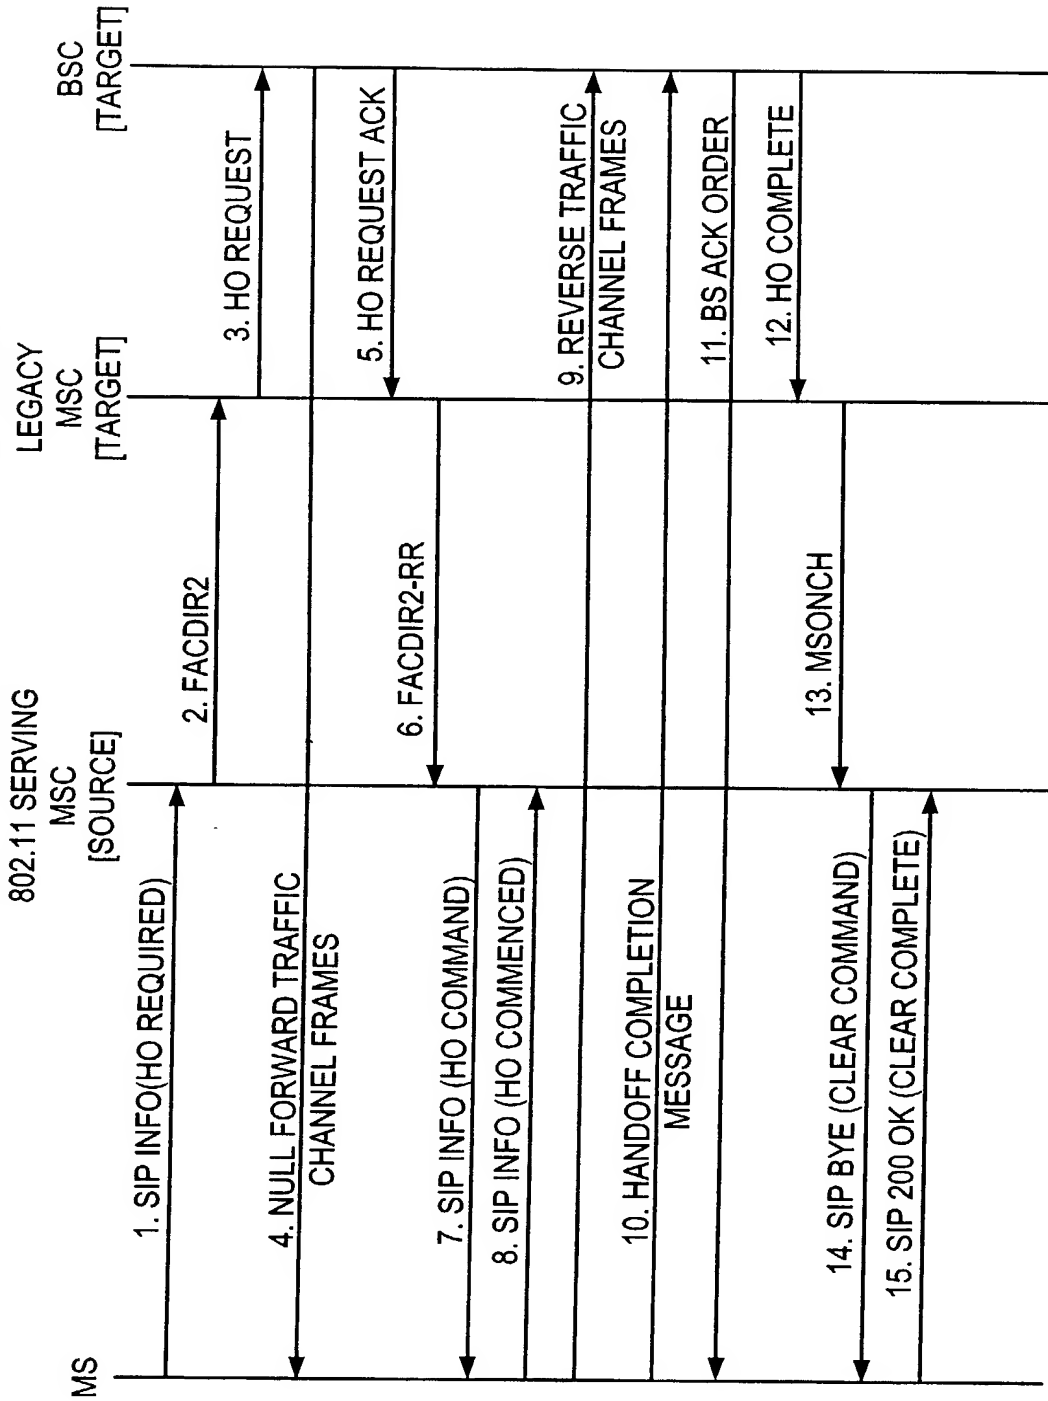 MS
802.11 SERVING
MSC
[SOURCE]
LEGACY
MSC
[TARGET]
BSC
[TARGET]
1. SIP INFO(HO REQUIRED)
2. FACDIR2
3. HO REQUEST
4. NULL FORWARD TRAFFIC
CHANNEL FRAMES
5. HO REQUEST ACK
6. FACDIR2-RR
7. SIP INFO (HO COMMAND)
8. SIP INFO (HO COMMENCED)
9. REVERSE TRAFFIC
CHANNEL FRAMES
10. HANDOFF COMPLETION
MESSAGE
11. BS ACK ORDER
12. HO COMPLETE
13. MSONCH
14. SIP BYE (CLEAR COMMAND)
15. SIP 200 OK (CLEAR COMPLETE)